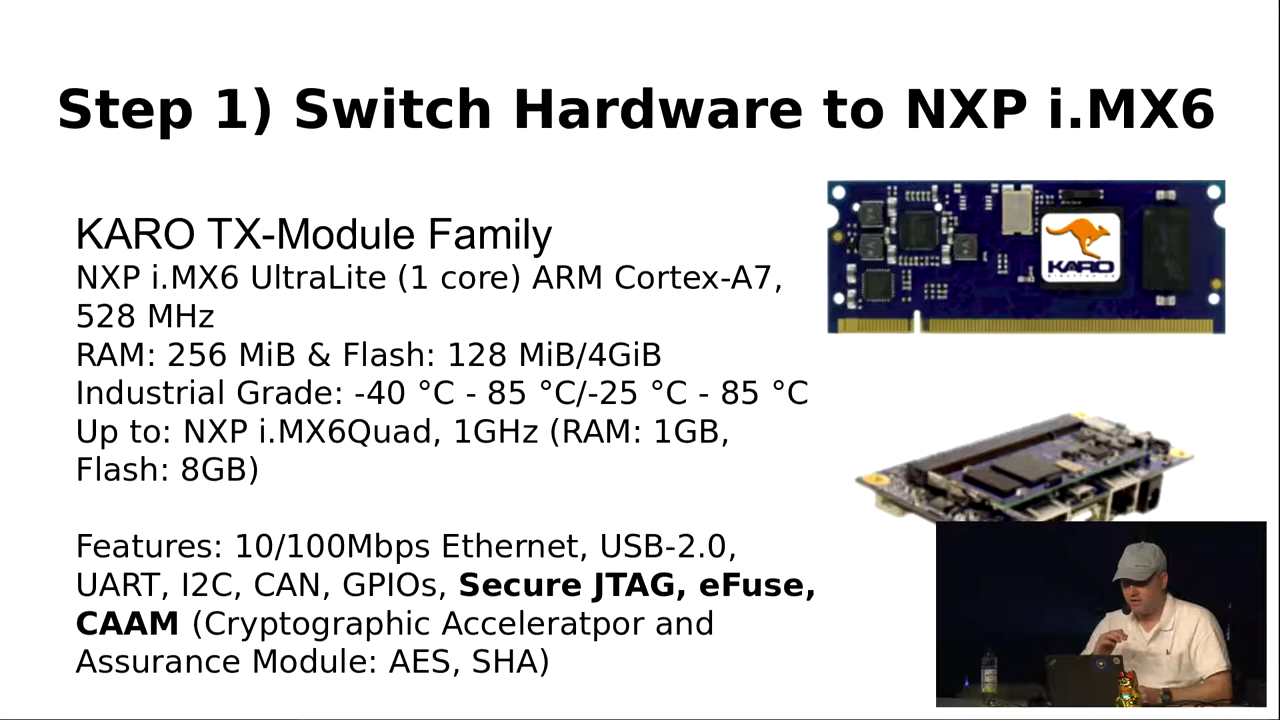 Step 1) Switch Hardware to NXP i.MX6
KARO TX-Module Family
NXP i.MX6 UltraLite (1 core) ARM Cortex-A7,
528 MHz
RAM: 256 MiB & Flash: 128 MiB/4GiB
Industrial Grade: -40 °C - 85 °C/-25 °C - 85 °C
Up to: NXP i.MX6Quad, 1GHz (RAM: 1GB,
Flash: 8GB)
Features: 10/100Mbps Ethernet, USB-2.0,
UART, I2C, CAN, GPIOs, Secure JTAG, eFuse,
CAAM (Cryptographic Acceleratpor and
Assurance Module: AES, SHA)
KARO